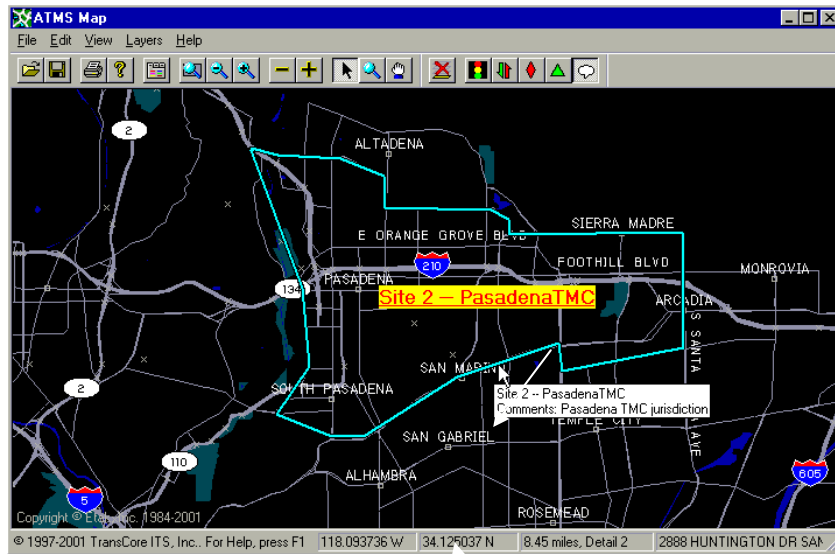 ATMS Map
File Edit View Layers Help
2
ALTADENA
E ORANGE GROVE BLVD
SIERRA MADRE
210
FOOTHILL BLVD
MONROVIA
134
PASADENA
Site 2 -- PasadenaTMC
ARCADIA
S SANTA
AVE
2
SAN MARIN
SOUTH PASADENA
Site 2 -- PasadenaTMC
Comments: Pasadena TMC jurisdiction
TEMPLE CITY
SAN GABRIEL
110
ALHAMBRA
605
5
ROSEMEAD
Copyright © Etak, Inc. 1984-2001
© 1997-2001 TransCore ITS, Inc.. For Help, press F1 118.093736 W 34.125037 N 8.45 miles, Detail 2 2888 HUNTINGTON DR SAN